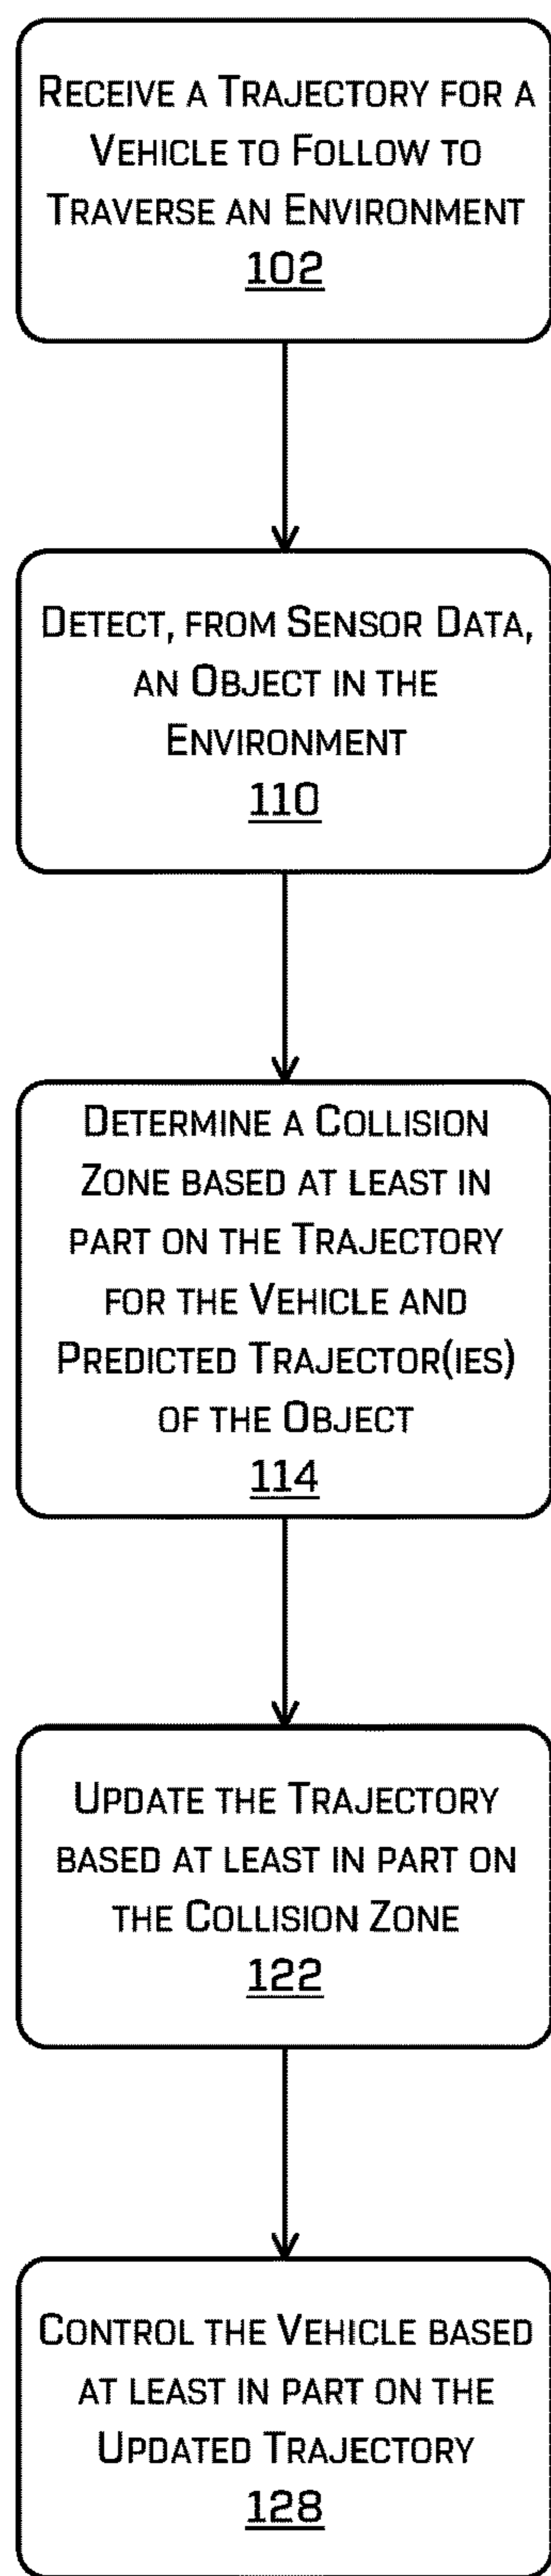 RECEIVE A TRAJECTORY FOR A
VEHICLE TO FOLLOW TO
TRAVERSE AN ENVIRONMENT
102
DETECT, FROM SENSOR DATA,
AN OBJECT IN THE
ENVIRONMENT
110
DETERMINE A COLLISION
ZONE BASED AT LEAST IN
PART ON THE TRAJECTORY
FOR THE VEHICLE AND
PREDICTED TRAJECTOR(IES)
OF THE OBJECT
114
UPDATE THE TRAJECTORY
BASED AT LEAST IN PART ON
THE COLLISION ZONE
122
CONTROL THE VEHICLE BASED
AT LEAST IN PART ON THE
UPDATED TRAJECTORY
128